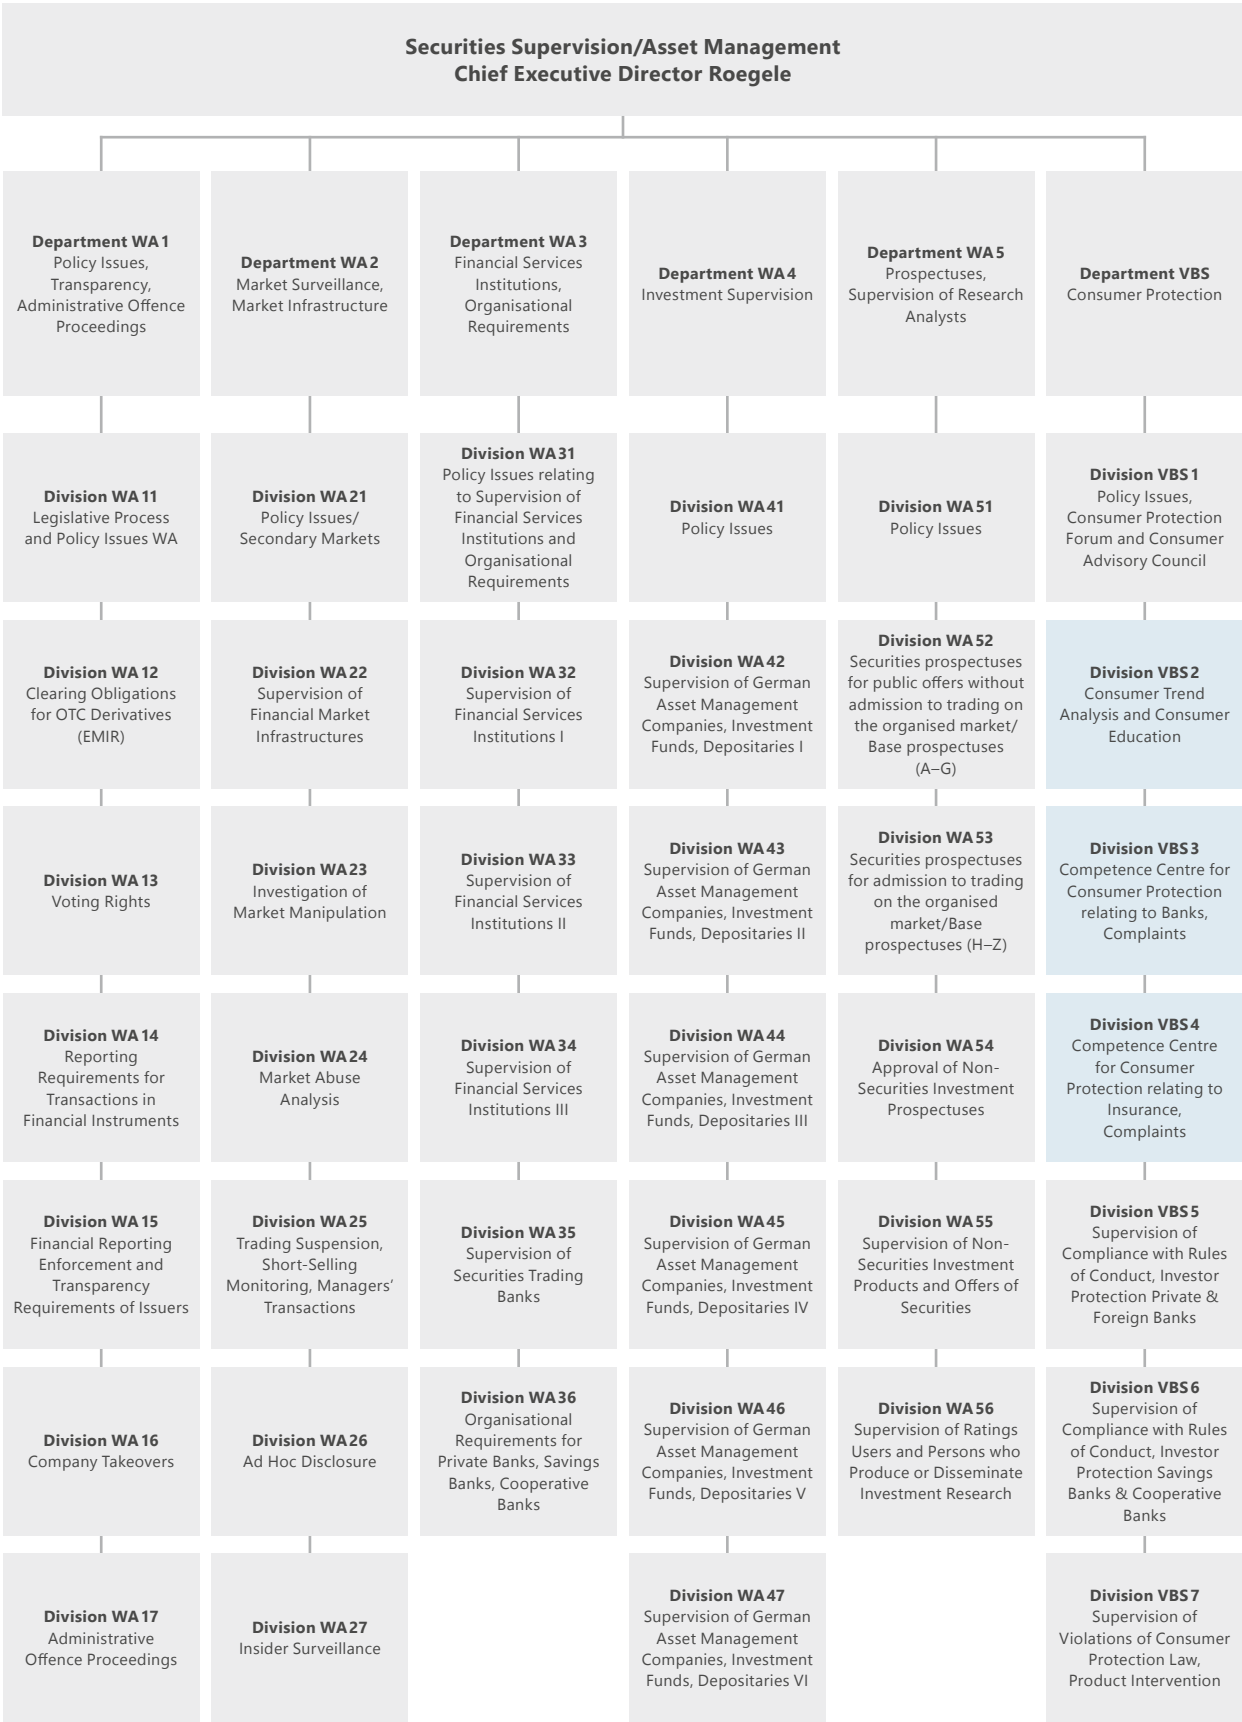 Securities Supervision/Asset Management
Chief Executive Director Roegele
Department WA 1
Policy Issues,
Transparency,
Administrative Offence
Proceedings
Department WA 2
Market Surveillance,
Market Infrastructure
Department WA 3
Financial Services
Institutions,
Organisational
Requirements
Department WA 4
Investment Supervision
Department WA 5
Prospectuses,
Supervision of Research
Analysts
Department VBS
Consumer Protection
Division WA 11
Legislative Process
and Policy Issues WA
Division WA 21
Policy Issues/
Secondary Markets
Division WA 31
Policy Issues relating
to Supervision of
Financial Services
Institutions and
Organisational
Requirements
Division WA 41
Policy Issues
Division WA 51
Policy Issues
Division VBS 1
Policy Issues,
Consumer Protection
Forum and Consumer
Advisory Council
Division WA 12
Clearing Obligations
for OTC Derivatives
(EMIR)
Division WA 22
Supervision of
Financial Market
Infrastructures
Division WA 32
Supervision of
Financial Services
Institutions I
Division WA 42
Supervision of German
Asset Management
Companies, Investment
Funds, Depositaries I
Division WA 52
Securities prospectuses
for public offers without
admission to trading on
the organised market/
Base prospectuses
(A–G)
Division VBS 2
Consumer Trend
Analysis and Consumer
Education
Division WA 13
Voting Rights
Division WA 23
Investigation of
Market Manipulation
Division WA 33
Supervision of
Financial Services
Institutions II
Division WA 43
Supervision of German
Asset Management
Companies, Investment
Funds, Depositaries II
Division WA 53
Securities prospectuses
for admission to trading
on the organised
market/Base
prospectuses (H–Z)
Division VBS 3
Competence Centre for
Consumer Protection
relating to Banks,
Complaints
Division WA 14
Reporting
Requirements for
Transactions in
Financial Instruments
Division WA 24
Market Abuse
Analysis
Division WA 34
Supervision of
Financial Services
Institutions III
Division WA 44
Supervision of German
Asset Management
Companies, Investment
Funds, Depositaries III
Division WA 54
Approval of Non-
Securities Investment
Prospectuses
Division VBS 4
Competence Centre
for Consumer
Protection relating to
Insurance,
Complaints
Division WA 15
Financial Reporting
Enforcement and
Transparency
Requirements of Issuers
Division WA 25
Trading Suspension,
Short-Selling
Monitoring, Managers’
Transactions
Division WA 35
Supervision of
Securities Trading
Banks
Division WA 45
Supervision of German
Asset Management
Companies, Investment
Funds, Depositaries IV
Division WA 55
Supervision of Non-
Securities Investment
Products and Offers of
Securities
Division VBS 5
Supervision of
Compliance with Rules
of Conduct, Investor
Protection Private &
Foreign Banks
Division WA 16
Company Takeovers
Division WA 26
Ad Hoc Disclosure
Division WA 36
Organisational
Requirements for
Private Banks, Savings
Banks, Cooperative
Banks
Division WA 46
Supervision of German
Asset Management
Companies, Investment
Funds, Depositaries V
Division WA 56
Supervision of Ratings
Users and Persons who
Produce or Disseminate
Investment Research
Division VBS 6
Supervision of
Compliance with Rules
of Conduct, Investor
Protection Savings
Banks & Cooperative
Banks
Division WA 17
Administrative
Offence Proceedings
Division WA 27
Insider Surveillance
Division WA 47
Supervision of German
Asset Management
Companies, Investment
Funds, Depositaries VI
Division VBS 7
Supervision of
Violations of Consumer
Protection Law,
Product Intervention